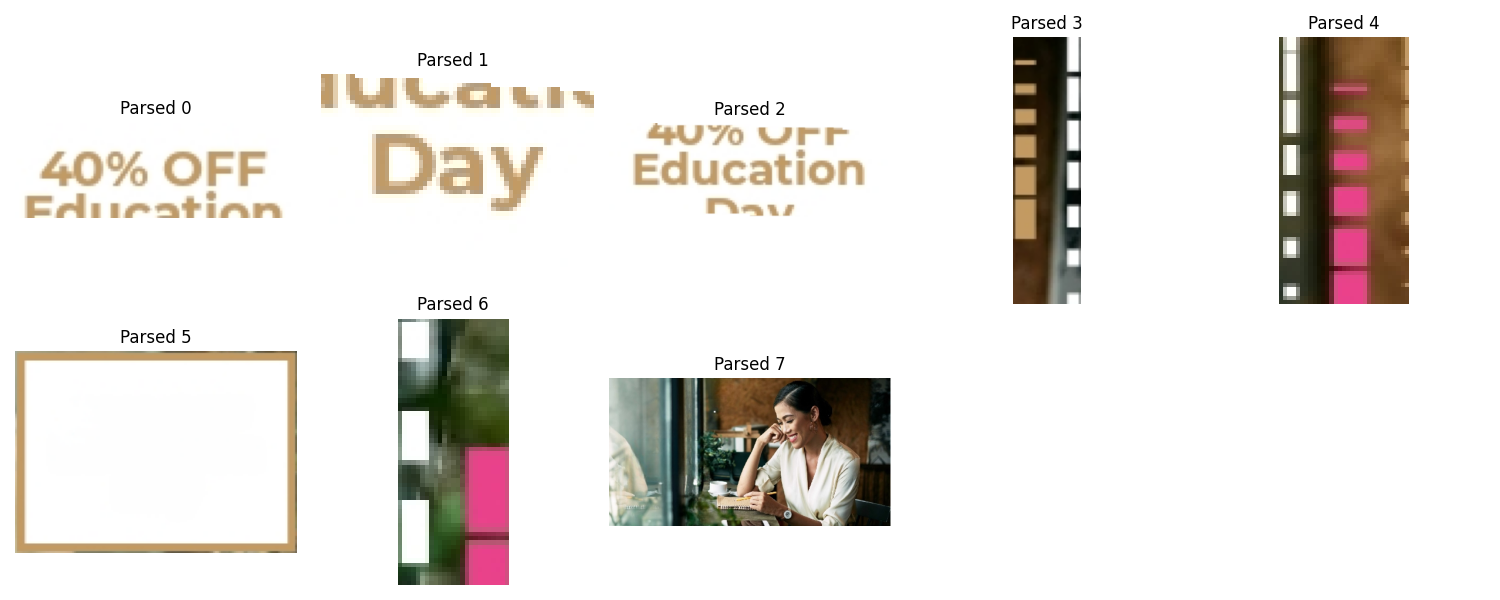 Parsed 3
Parsed 4
Parsed 1
ucati
Day
Parsed 0
40% OFF
Education
Parsed 2
40% OFF
Education
Day
Parsed 6
Parsed 5
Parsed 7